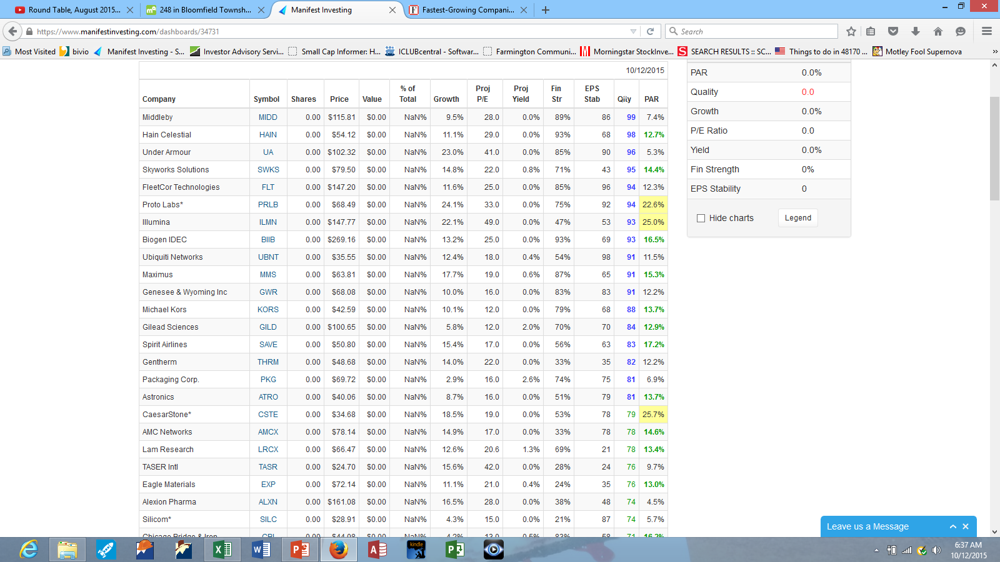 Round Table, August 2015...
248 in Bloomfield Townsh...
Manifest Investing
Fastest-Growing Compani...
https://www.manifestinvesting.com/dashboards/34731
Search
Most Visited bivio Manifest Investing - S... Investor Advisory Servi... Small Cap Informer: H... ICLUBcentral - Softwar... Farmington Communi... Morningstar StockInve... SEARCH RESULTS :: SC... Things to do in 48170 ... Motley Fool Supernova
10/12/2015
Company Symbol Shares Price Value % of Total Growth Proj P/E Proj Yield Fin Str EPS Stab Qlty PAR
Middleby MIDD 0.00 $115.81 $0.00 NaN% 9.5% 28.0 0.0% 89% 86 99 7.4%
Hain Celestial HAIN 0.00 $54.12 $0.00 NaN% 11.1% 29.0 0.0% 93% 68 98 12.7%
Under Armour UA 0.00 $102.32 $0.00 NaN% 23.0% 41.0 0.0% 85% 90 96 5.3%
Skyworks Solutions SWKS 0.00 $79.50 $0.00 NaN% 14.8% 22.0 0.8% 71% 43 95 14.4%
FleetCor Technologies FLT 0.00 $147.20 $0.00 NaN% 11.6% 25.0 0.0% 85% 96 94 12.3%
Proto Labs* PRLB 0.00 $68.49 $0.00 NaN% 24.1% 33.0 0.0% 75% 92 94 22.6%
Illumina ILMN 0.00 $147.77 $0.00 NaN% 22.1% 49.0 0.0% 47% 53 93 25.0%
Biogen IDEC BIIB 0.00 $269.16 $0.00 NaN% 13.2% 25.0 0.0% 93% 69 93 16.5%
Ubiquiti Networks UBNT 0.00 $35.55 $0.00 NaN% 12.4% 18.0 0.4% 54% 98 91 11.5%
Maximus MMS 0.00 $63.81 $0.00 NaN% 17.7% 19.0 0.6% 87% 65 91 15.3%
Genesee & Wyoming Inc GWR 0.00 $68.08 $0.00 NaN% 10.0% 16.0 0.0% 83% 83 91 12.2%
Michael Kors KORS 0.00 $42.59 $0.00 NaN% 10.1% 12.0 0.0% 79% 68 88 13.7%
Gilead Sciences GILD 0.00 $100.65 $0.00 NaN% 5.8% 12.0 2.0% 70% 70 84 12.9%
Spirit Airlines SAVE 0.00 $50.80 $0.00 NaN% 15.4% 17.0 0.0% 56% 63 83 17.2%
Gentherm THRM 0.00 $48.68 $0.00 NaN% 14.0% 22.0 0.0% 33% 35 82 12.2%
Packaging Corp. PKG 0.00 $69.72 $0.00 NaN% 2.9% 16.0 2.6% 74% 75 81 6.9%
Astronics ATRO 0.00 $40.06 $0.00 NaN% 8.7% 16.0 0.0% 51% 79 81 13.7%
CaesarStone* CSTE 0.00 $34.68 $0.00 NaN% 18.5% 19.0 0.0% 53% 78 79 25.7%
AMC Networks AMCX 0.00 $78.14 $0.00 NaN% 14.9% 17.0 0.0% 33% 78 78 14.6%
Lam Research LRCX 0.00 $66.47 $0.00 NaN% 12.6% 20.6 1.3% 69% 21 78 13.4%
TASER Intl TASR 0.00 $24.70 $0.00 NaN% 15.6% 42.0 0.0% 28% 24 76 9.7%
Eagle Materials EXP 0.00 $72.14 $0.00 NaN% 11.1% 21.0 0.4% 24% 35 76 13.0%
Alexion Pharma ALXN 0.00 $161.08 $0.00 NaN% 16.5% 28.0 0.0% 38% 48 74 4.5%
Silicom* SILC 0.00 $28.91 $0.00 NaN% 4.3% 15.0 0.0% 21% 87 74 5.7%
Chicago Bridge & Iron CBI 0.00 $44.08 $0.00 NaN% 4.2% 13.0 0.5% 83% 58 71 16.2%
PAR 0.0%
Quality 0.0
Growth 0.0%
P/E Ratio 0.0
Yield 0.0%
Fin Strength 0%
EPS Stability 0
Hide charts Legend
Leave us a Message
kindle
6:37 AM
10/12/2015